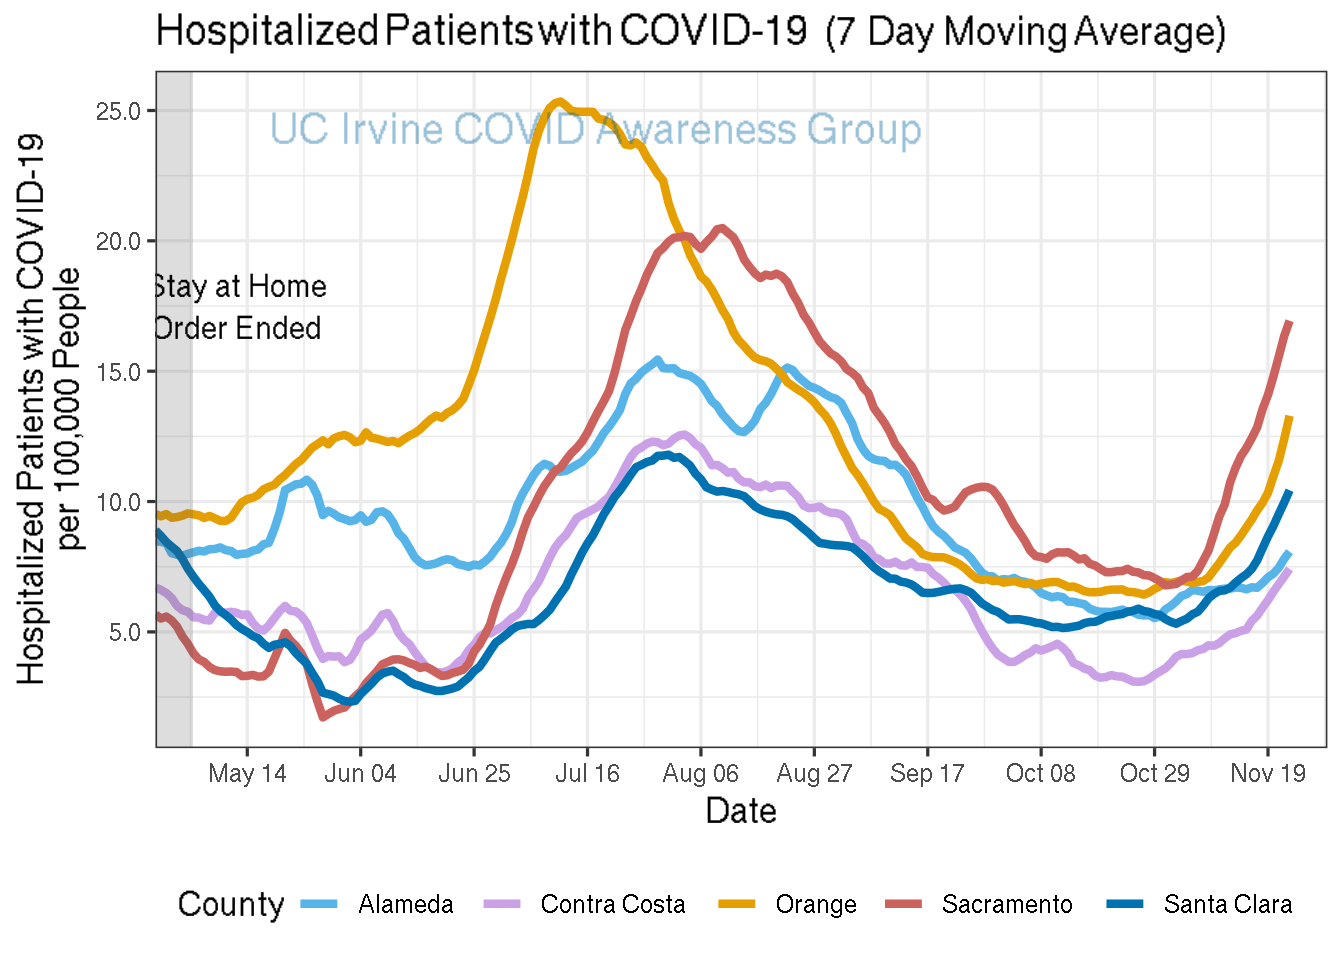 Hospitalized Patients with COVID-19 (7 Day Moving Average)
Hospitalized Patients with COVID-19
per 100,000 People
25.0
20.0
15.0
10.0
5.0
UC Irvine COVID Awareness Group
Stay at Home
Order Ended
May 14 Jun 04 Jun 25 Jul 16 Aug 06 Aug 27 Sep 17 Oct 08 Oct 29 Nov 19
Date
County Alameda Contra Costa Orange Sacramento Santa Clara